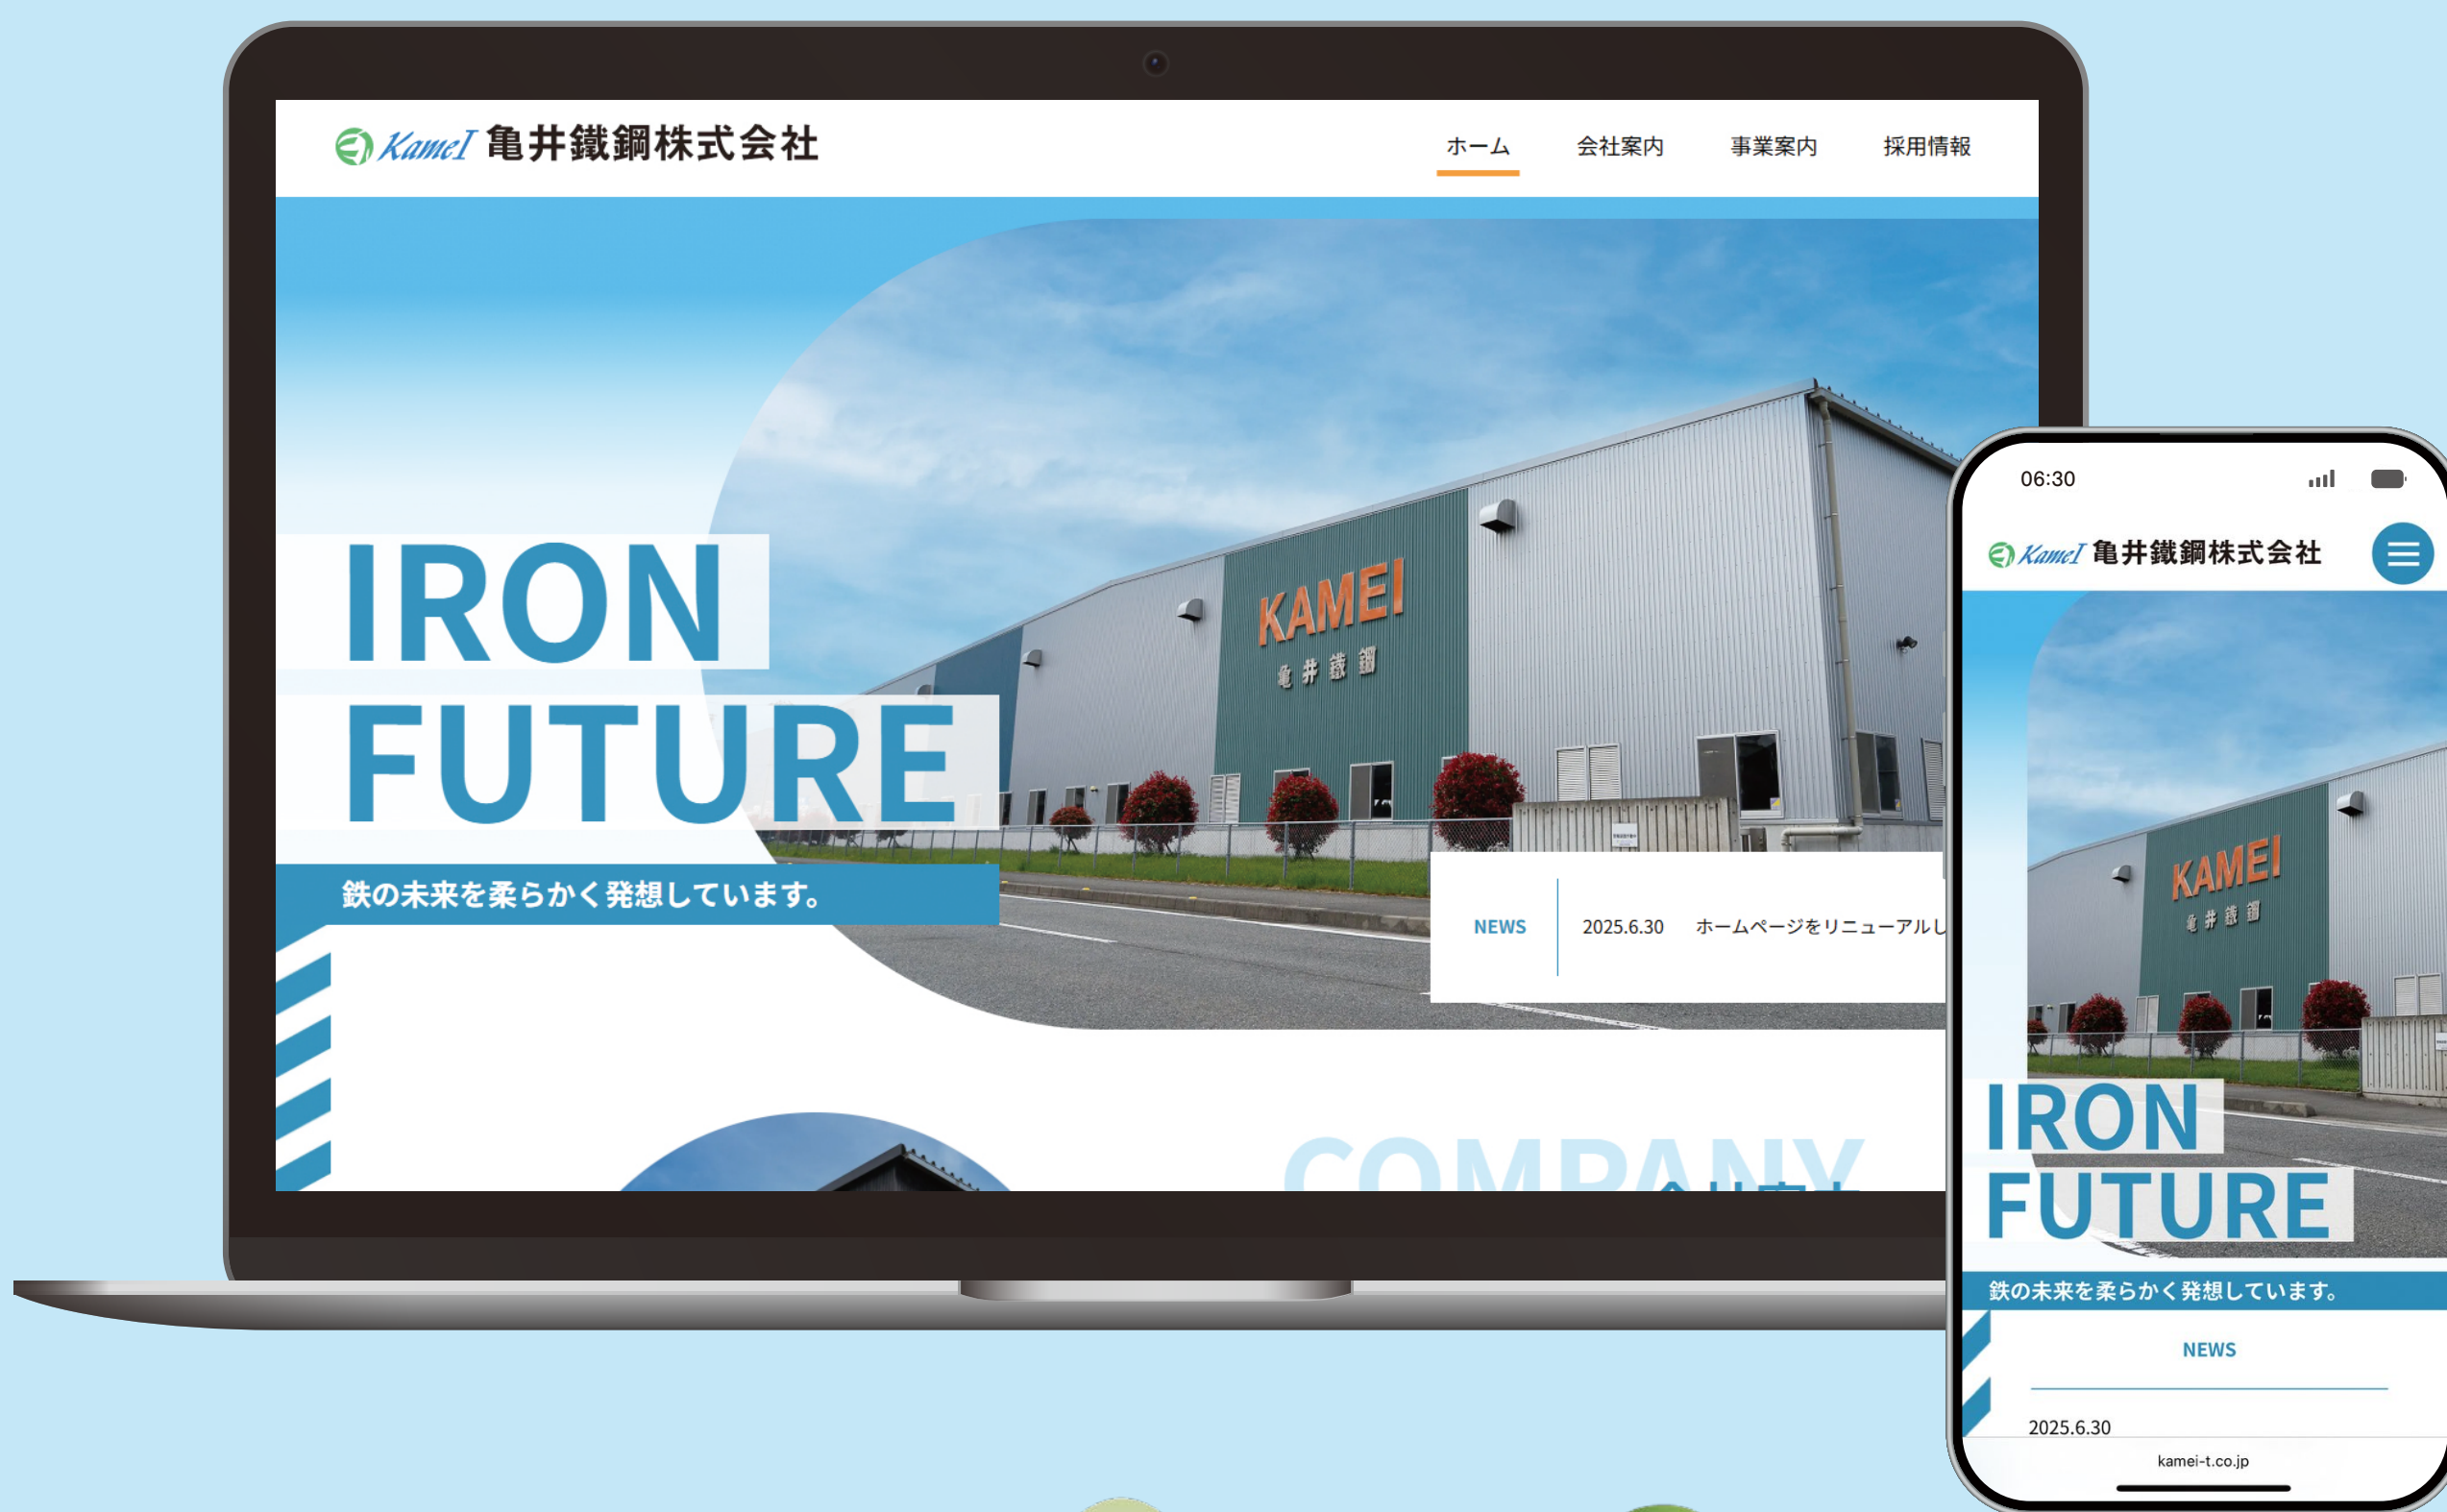 KameI 亀井鐵鋼株式会社
ホーム 会社案内 事業案内 採用情報
KAMEI
亀井鐵鋼
IRON
FUTURE
鉄の未来を柔らかく発想しています。
NEWS 2025.6.30 ホームページをリニューアルし
COMPANY
06:30
KameI 亀井鐵鋼株式会社
KAMEI
亀井鐵鋼
IRON
FUTURE
鉄の未来を柔らかく発想しています。
NEWS
2025.6.30
kamei-t.co.jp